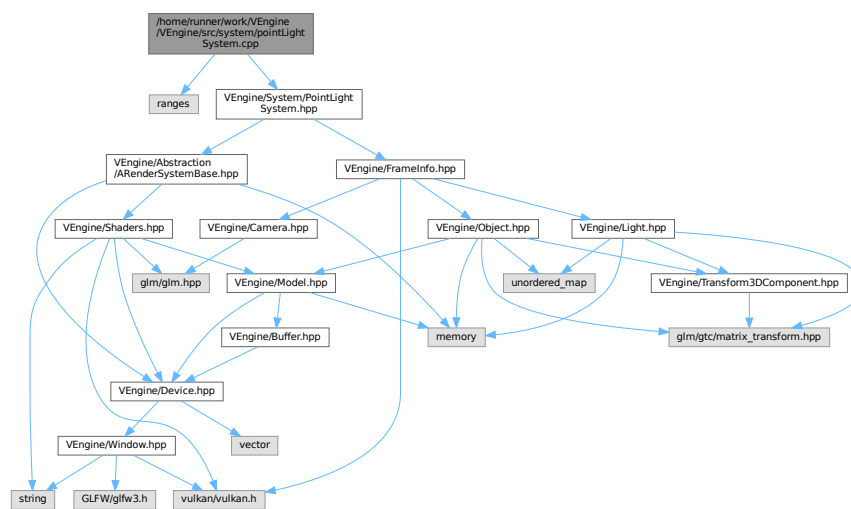 /home/runner/work/VEngine
/VEngine/src/system/pointLight
System.cpp
ranges
VEngine/System/PointLight
System.hpp
VEngine/Abstraction
/ARenderSystemBase.hpp
VEngine/FrameInfo.hpp
VEngine/Shaders.hpp
VEngine/Camera.hpp
VEngine/Object.hpp
VEngine/Light.hpp
glm/glm.hpp
VEngine/Model.hpp
unordered_map
VEngine/Transform3DComponent.hpp
VEngine/Buffer.hpp
memory
glm/gtc/matrix_transform.hpp
VEngine/Device.hpp
VEngine/Window.hpp
vector
string
GLFW/glfw3.h
vulkan/vulkan.h